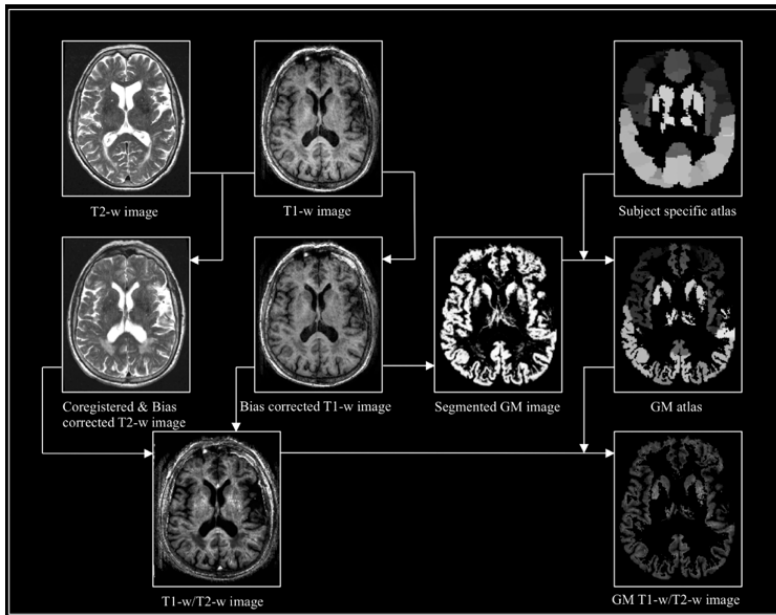 T2-w image
T1-w image
Subject specific atlas
Coregistered & Bias
corrected T2-w image
Bias corrected T1-w image
Segmented GM image
GM atlas
T1-w/T2-w image
GM T1-w/T2-w image